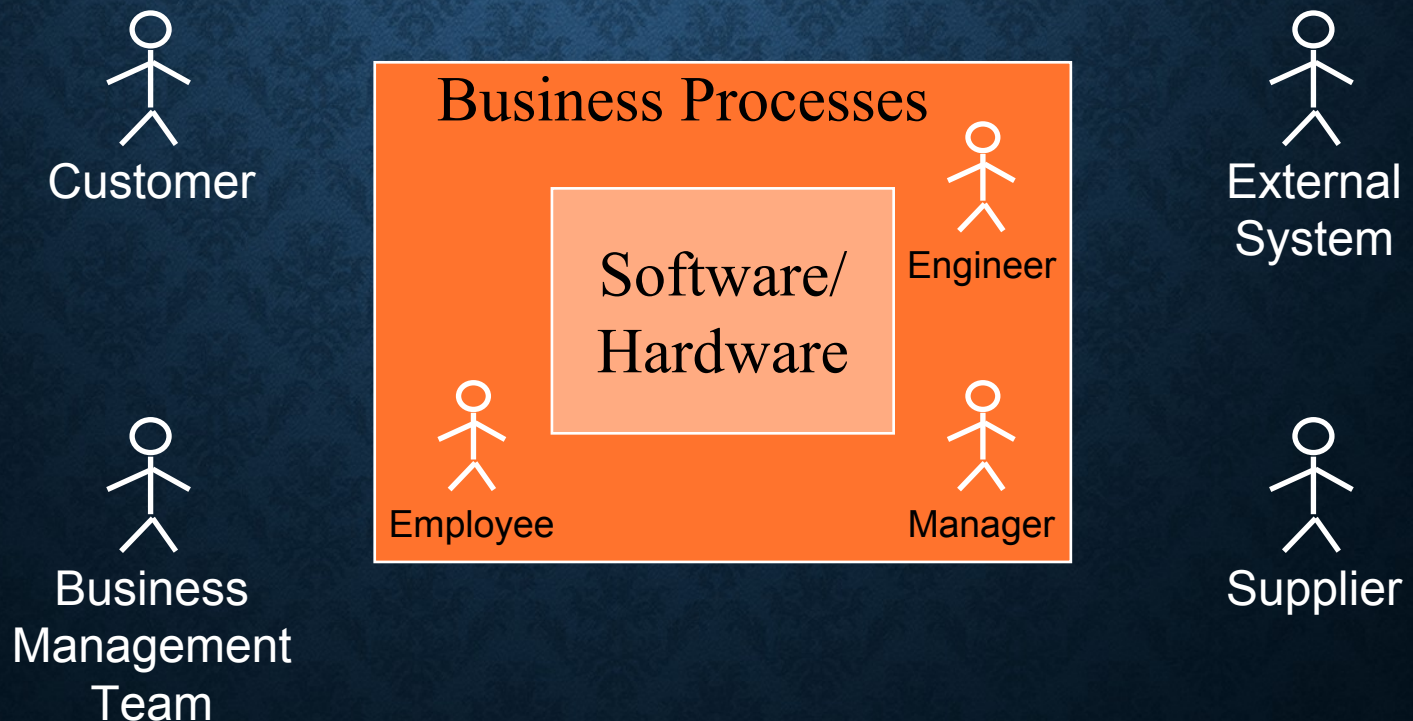 Business Processes
Customer
External
System
Engineer
Software/
Hardware
Employee
Manager
Business
Management
Team
Supplier